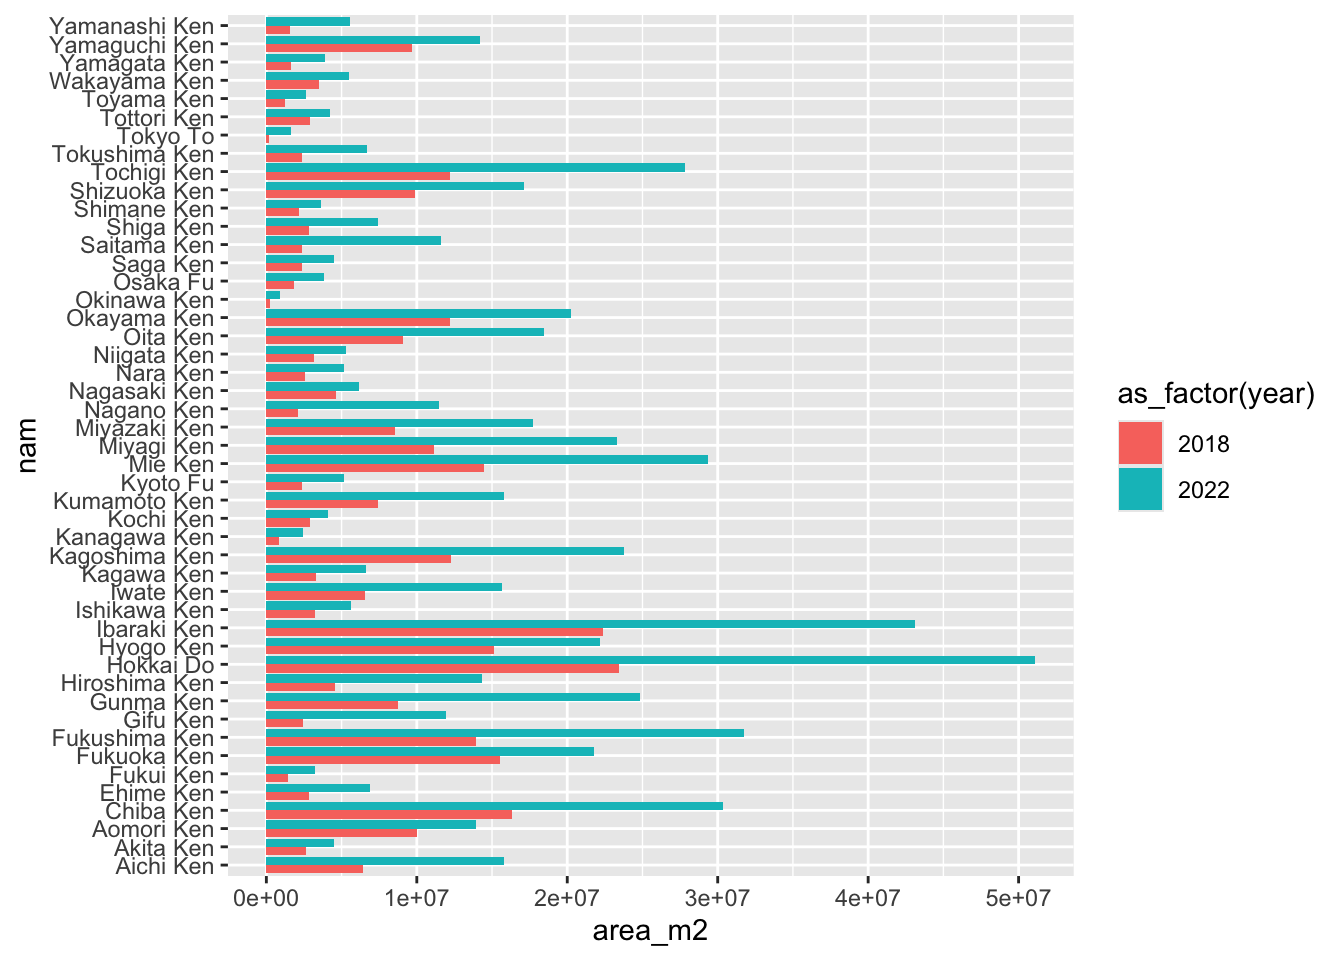 Yamanashi Ken
Yamaguchi Ken
Yamagata Ken
Wakayama Ken
Toyama Ken
Tottori Ken
Tokyo To
Tokushima Ken
Tochigi Ken
Shizuoka Ken
Shimane Ken
Shiga Ken
Saitama Ken
Saga Ken
Osaka Fu
Okinawa Ken
Okayama Ken
Oita Ken
Niigata Ken
Nara Ken
Nagasaki Ken
Nagano Ken
Miyazaki Ken
Miyagi Ken
Mie Ken
Kyoto Fu
Kumamoto Ken
Kochi Ken
Kanagawa Ken
Kagoshima Ken
Kagawa Ken
Iwate Ken
Ishikawa Ken
Ibaraki Ken
Hyogo Ken
Hokkai Do
Hiroshima Ken
Gunma Ken
Gifu Ken
Fukushima Ken
Fukuoka Ken
Fukui Ken
Ehime Ken
Chiba Ken
Aomori Ken
Akita Ken
Aichi Ken
nam
0e+00 1e+07 2e+07 3e+07 4e+07 5e+07
area_m2
as_factor(year)
2018
2022